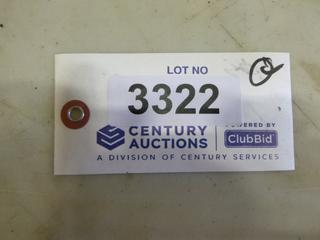 LOT NO
3322
CENTURY
AUCTIONS
POWERED BY
ClubBid
A DIVISION OF CENTURY SERVICES